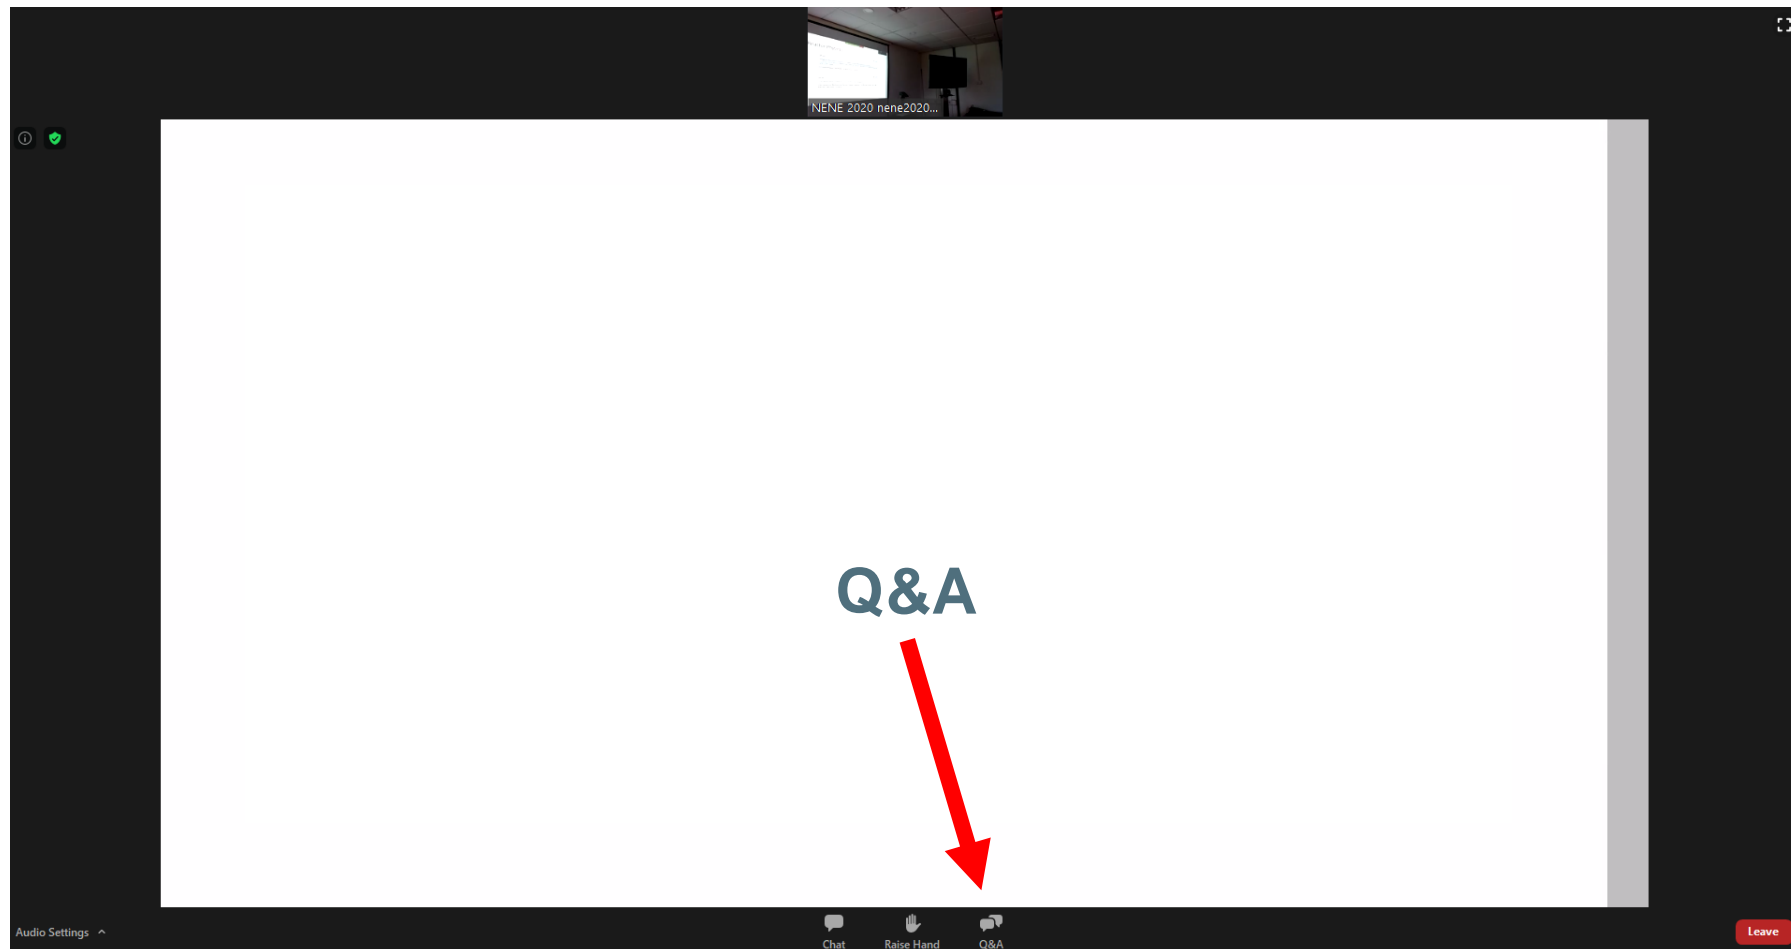 NENE 2020 nene2020...
Q&A
Audio Settings
Chat
Raise Hand
Q&A
Leave